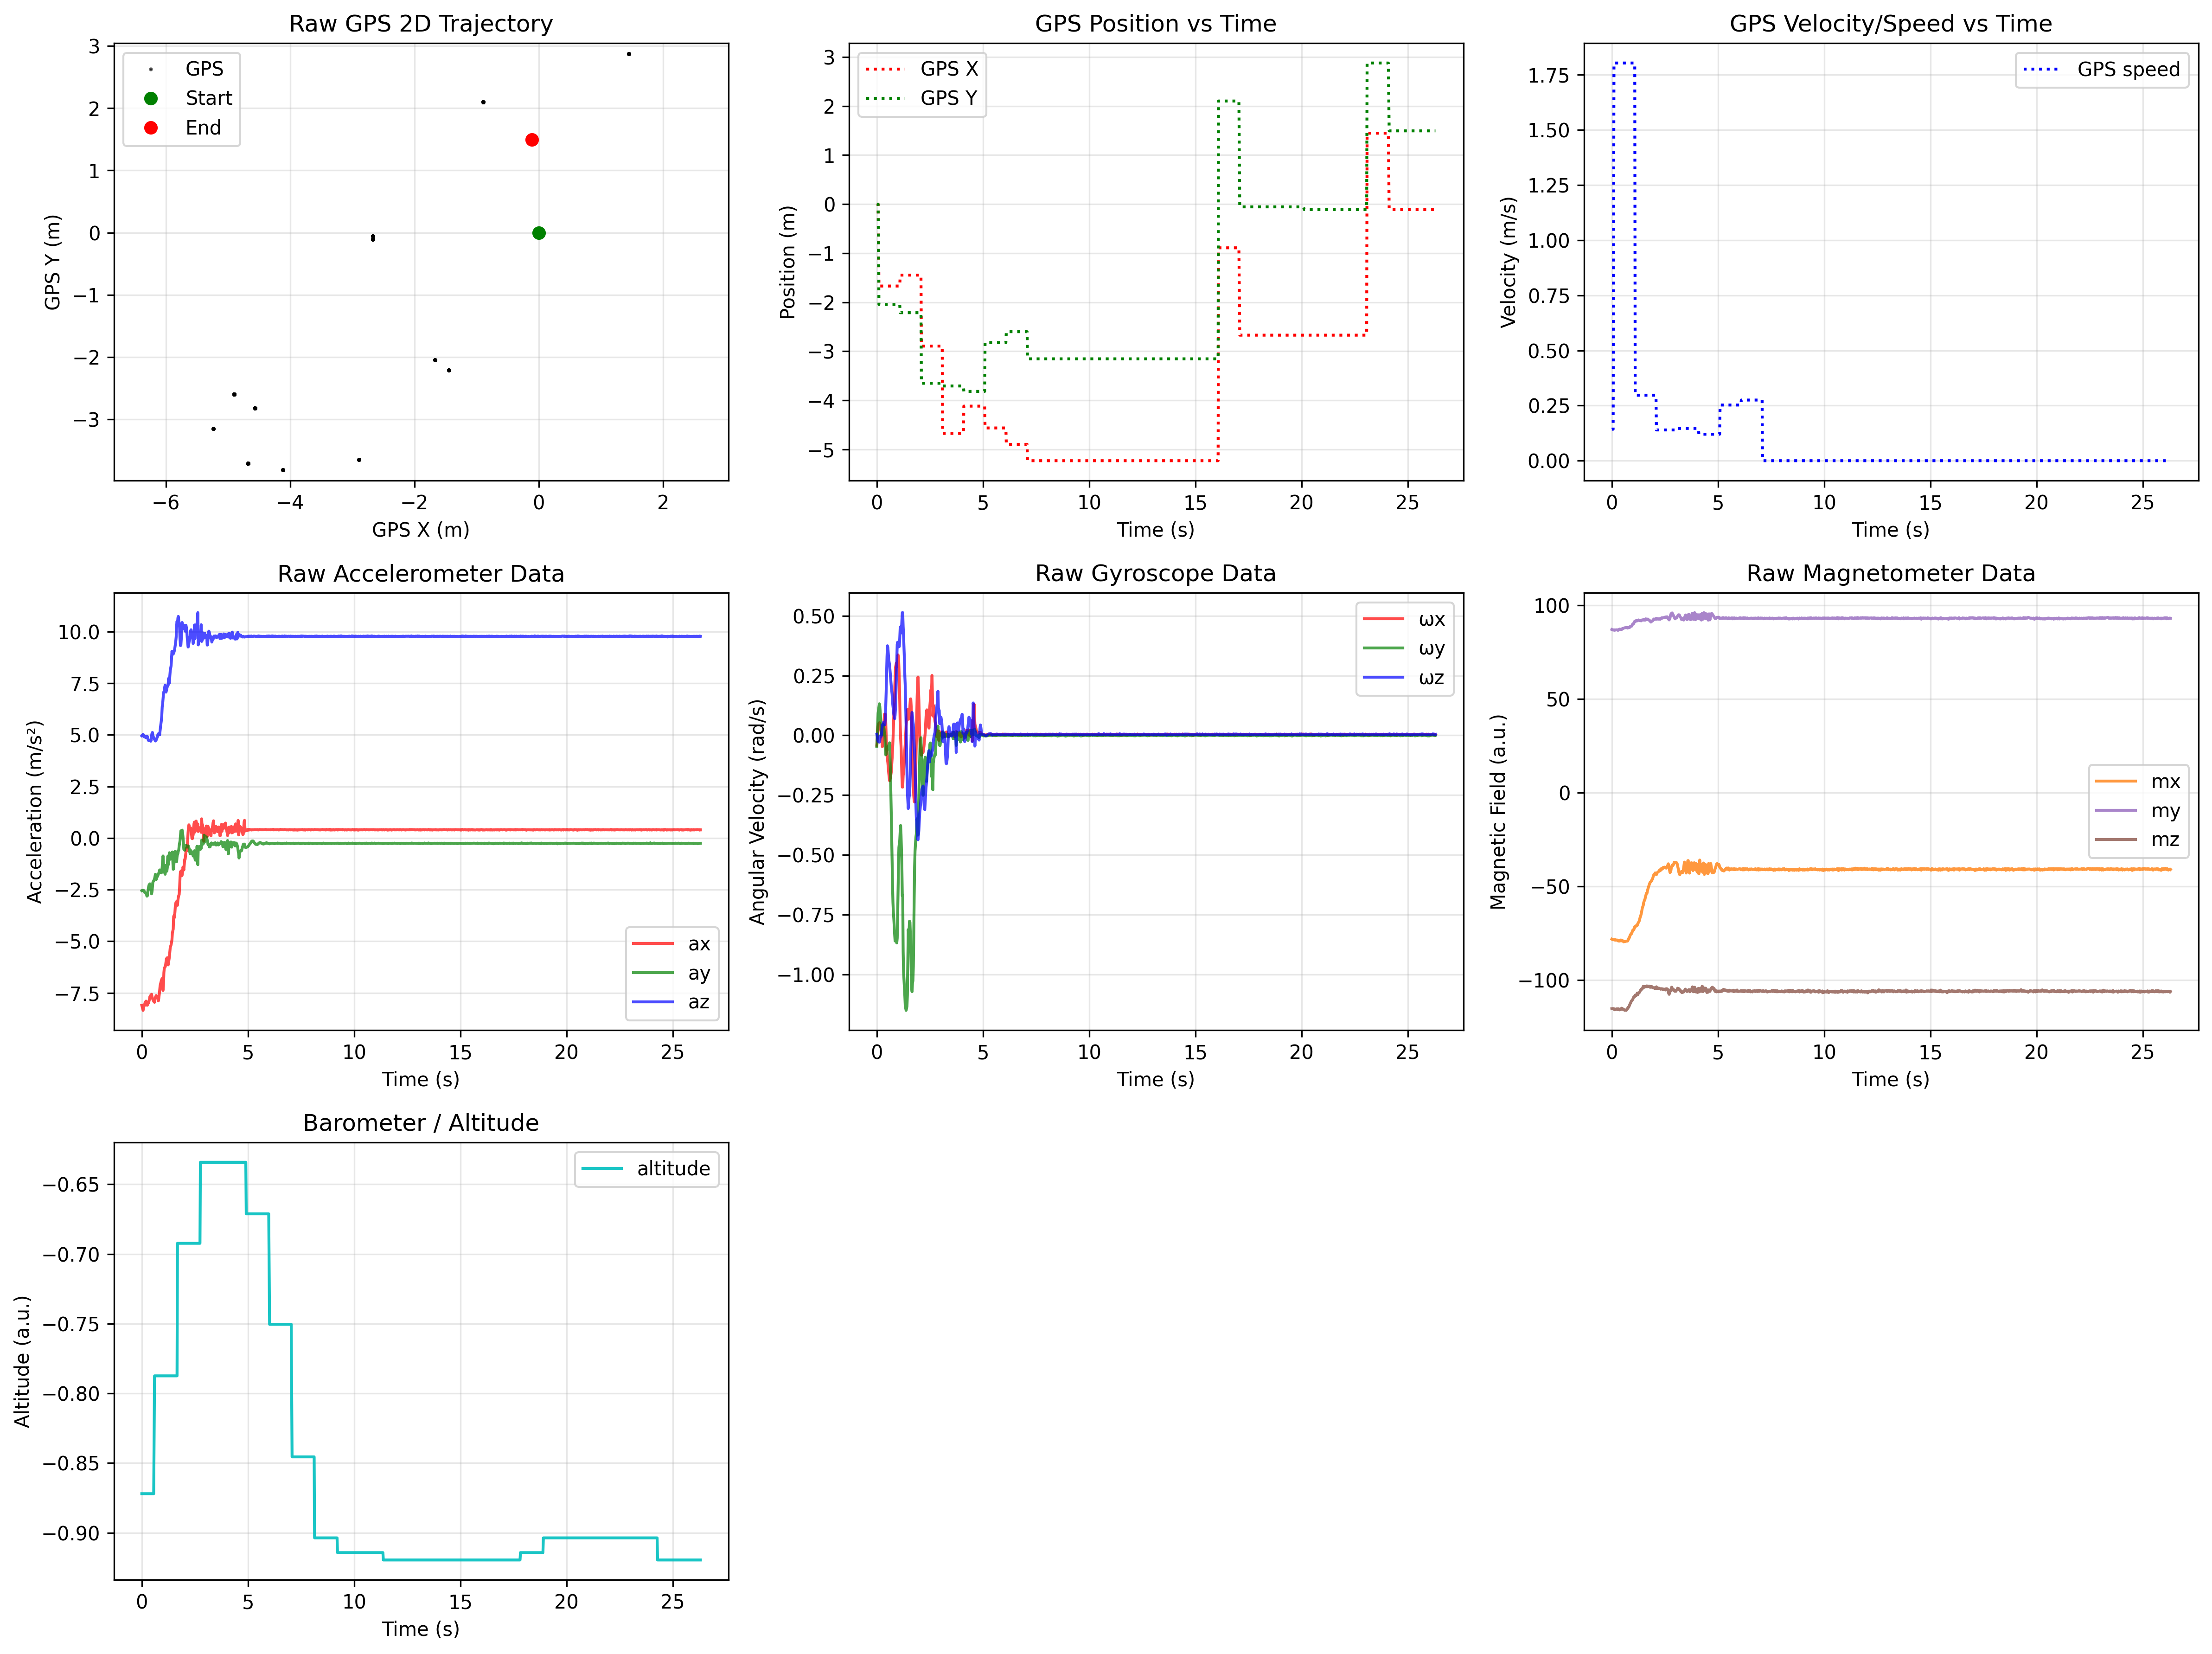 Raw GPS 2D Trajectory
GPS Y (m)
3
2
1
0
−1
−2
−3
GPS
Start
End
−6 −4 −2 0 2
GPS X (m)
GPS Position vs Time
Position (m)
3
2
1
0
−1
−2
−3
−4
−5
GPS X
GPS Y
0 5 10 15 20 25
Time (s)
GPS Velocity/Speed vs Time
Velocity (m/s)
1.75
1.50
1.25
1.00
0.75
0.50
0.25
0.00
GPS speed
0 5 10 15 20 25
Time (s)
Raw Accelerometer Data
Acceleration (m/s²)
10.0
7.5
5.0
2.5
0.0
−2.5
−5.0
−7.5
ax
ay
az
0 5 10 15 20 25
Time (s)
Raw Gyroscope Data
Angular Velocity (rad/s)
0.50
0.25
0.00
−0.25
−0.50
−0.75
−1.00
ωx
ωy
ωz
0 5 10 15 20 25
Time (s)
Raw Magnetometer Data
Magnetic Field (a.u.)
100
50
0
−50
−100
mx
my
mz
0 5 10 15 20 25
Time (s)
Barometer / Altitude
Altitude (a.u.)
−0.65
−0.70
−0.75
−0.80
−0.85
−0.90
altitude
0 5 10 15 20 25
Time (s)